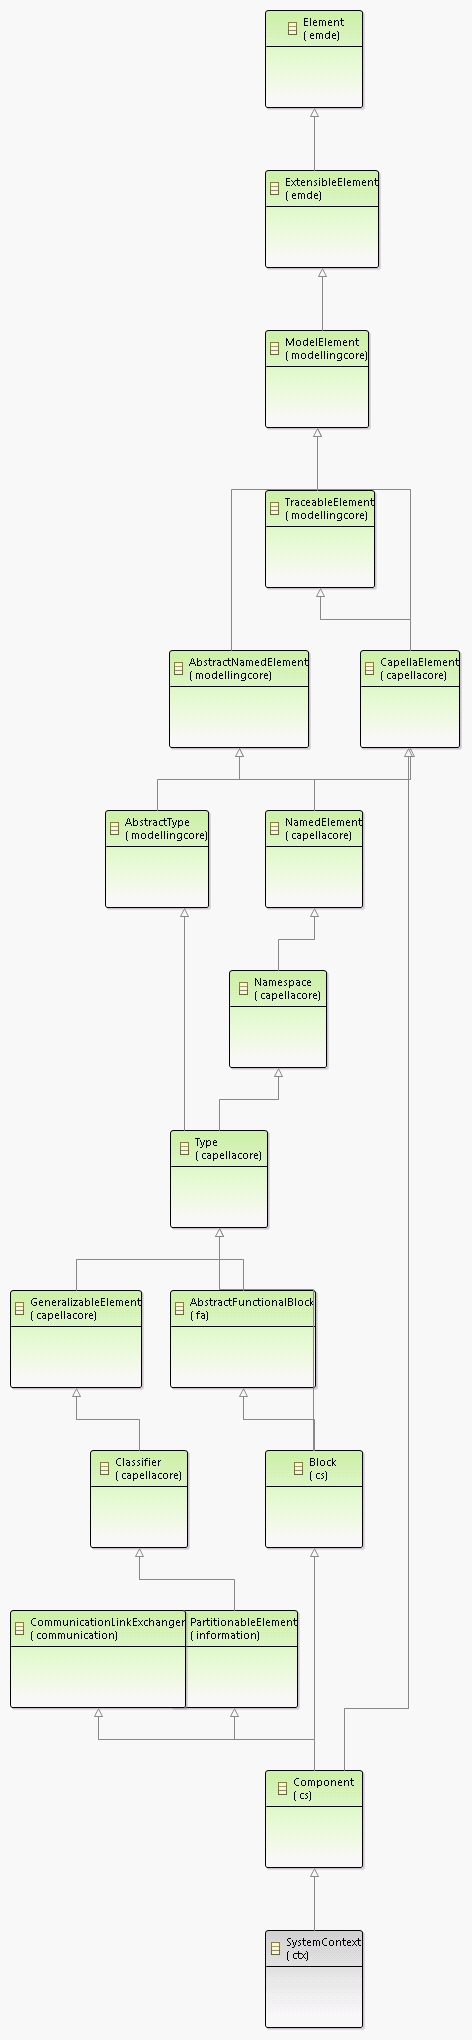 Element
( emde)
ExtensibleElement
( emde)
ModelElement
( modellingcore)
TraceableElement
( modellingcore)
AbstractNamedElement
( modellingcore)
CapellaElement
( capellacore)
AbstractType
( modellingcore)
NamedElement
( capellacore)
Namespace
( capellacore)
Type
( capellacore)
GeneralizableElement
( capellacore)
AbstractFunctionalBlock
( fa)
Classifier
( capellacore)
Block
( cs)
CommunicationLinkExchanger
( communication)
PartitionableElement
( information)
Component
( cs)
SystemContext
( ctx)